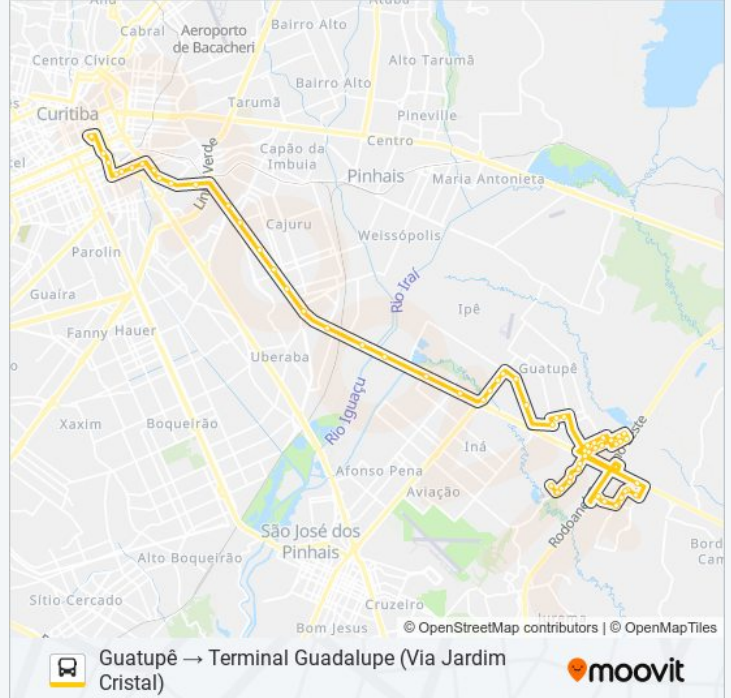 Cabral
Aeroporto
de Bacacheri
Bairro Alto
Centro Cívico
Alto Tarumã
Bairro Alto
Tarumã
Curitiba
Pineville
Centro
Capão da
Imbuia
Pinhais
Maria Antonieta
Cajuru
Weissópolis
Parolin
Rio Iraí
Guaíra
Ipê
Fanny
Hauer
Uberaba
Guatupê
Rio Iguaçu
Xaxim
Boqueirão
Iná
Afonso Pena
Aviação
São José dos
Pinhais
Alto Boqueirão
Sítio-Cercado
Cruzeiro
Bom Jesus
© OpenStreetMap contributors | © OpenMapTiles
Guatupê → Terminal Guadalupe (Via Jardim
Cristal)
moovit